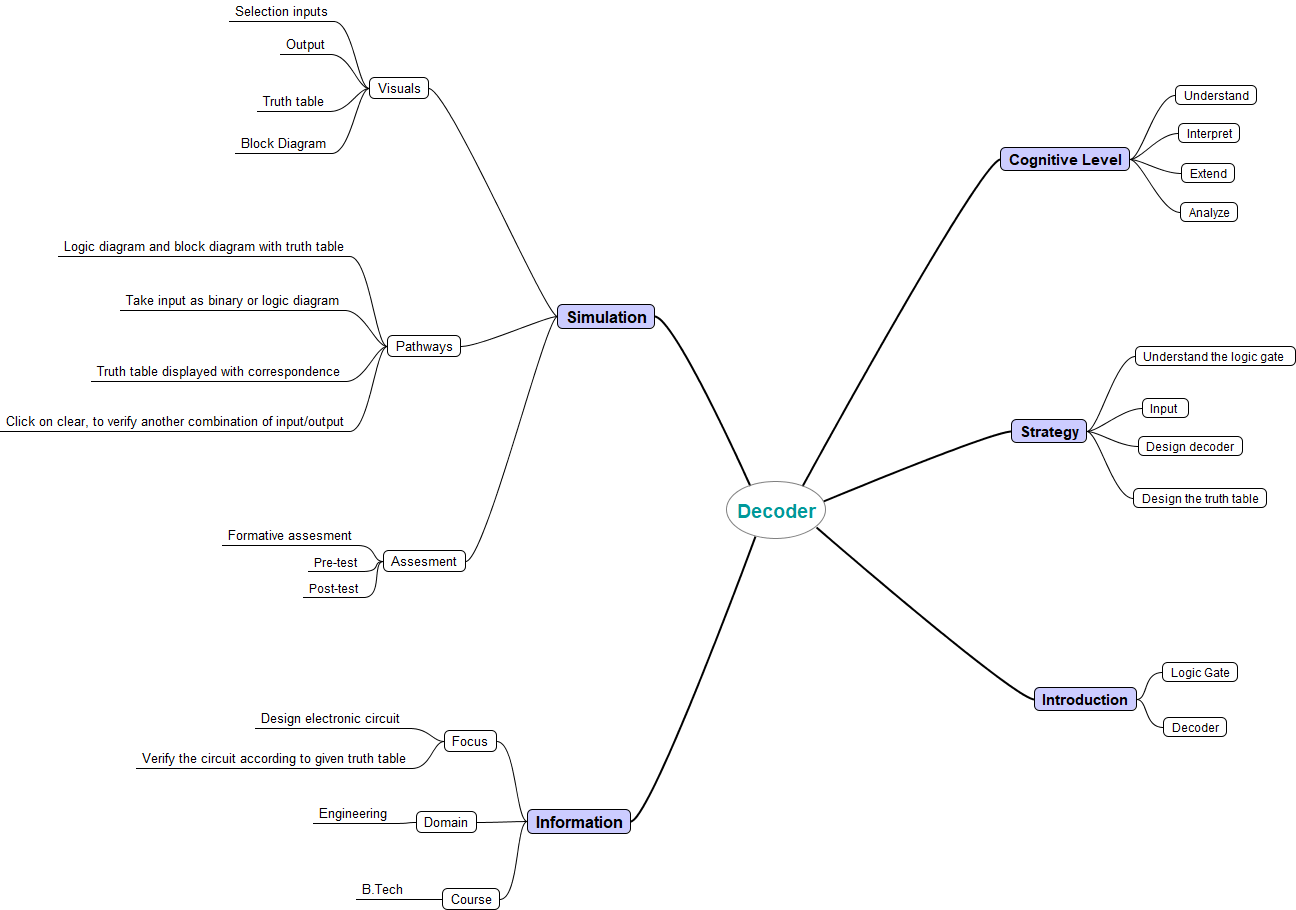 Selection inputs
Output
Visuals
Truth table
Block Diagram
Logic diagram and block diagram with truth table
Take input as binary or logic diagram
Pathways
Truth table displayed with correspondence
Click on clear, to verify another combination of input/output
Simulation
Formative assesment
Assesment
Pre-test
Post-test
Design electronic circuit
Focus
Verify the circuit according to given truth table
Engineering
Domain
Information
B.Tech
Course
Decoder
Understand
Interpret
Cognitive Level
Extend
Analyze
Understand the logic gate
Input
Strategy
Design decoder
Design the truth table
Logic Gate
Introduction
Decoder